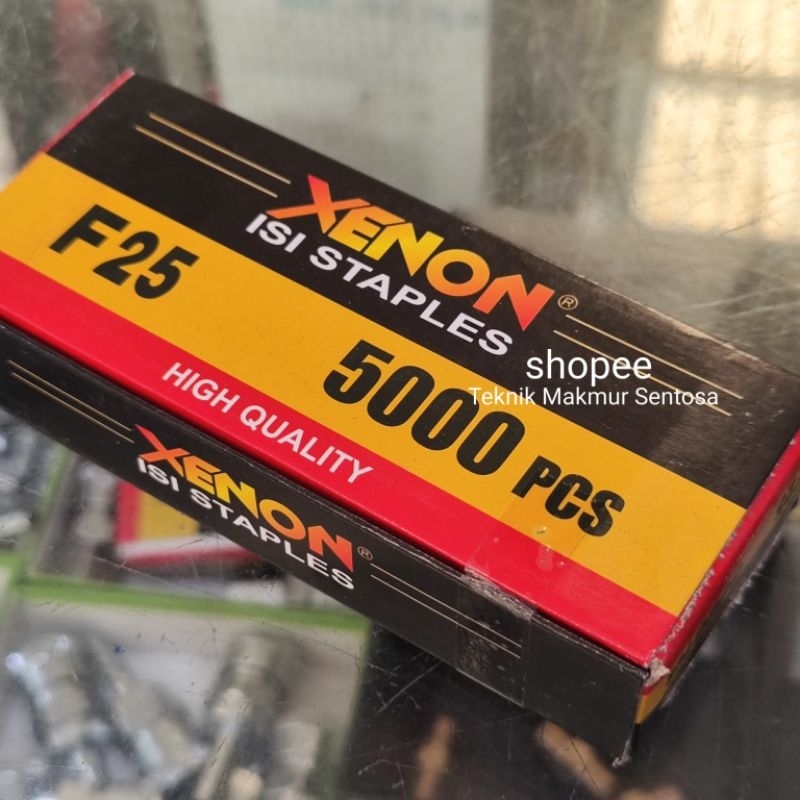 XENON®
ISI STAPLES
F25
5000 PCS
HIGH QUALITY
XENON®
ISI STAPLES
shopee
Teknik Makmur Sentosa